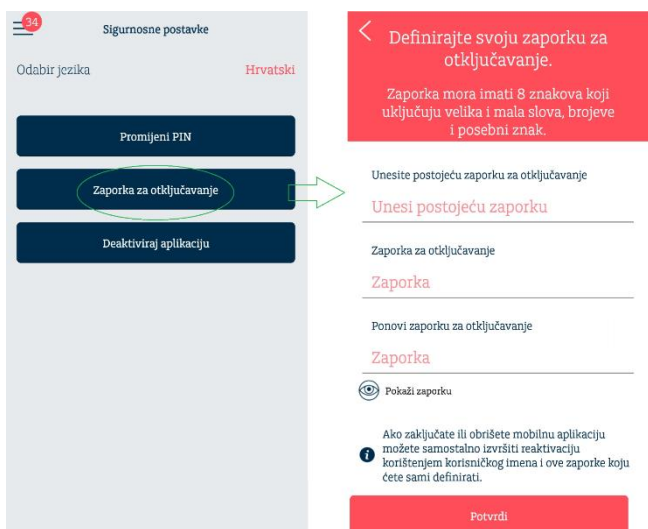 34
Sigurnosne postavke
Odabir jezika
Hrvatski
Promijeni PIN
Zaporka za otključavanje
Deaktiviraj aplikaciju
Definirajte svoju zaporku za
otključavanje.
Zaporka mora imati 8 znakova koji
uključuju velika i mala slova, brojeve
i posebni znak.
Unesite postojeću zaporku za otključavanje
Unesi postojeću zaporku
Zaporka za otključavanje
Zaporka
Ponovi zaporku za otključavanje
Zaporka
Pokaži zaporku
Ako zaključate ili obrišete mobilnu aplikaciju
možete samostalno izvršiti reaktivaciju
korištenjem korisničkog imena i ove zaporke koju
ćete sami definirati.
Potvrdi